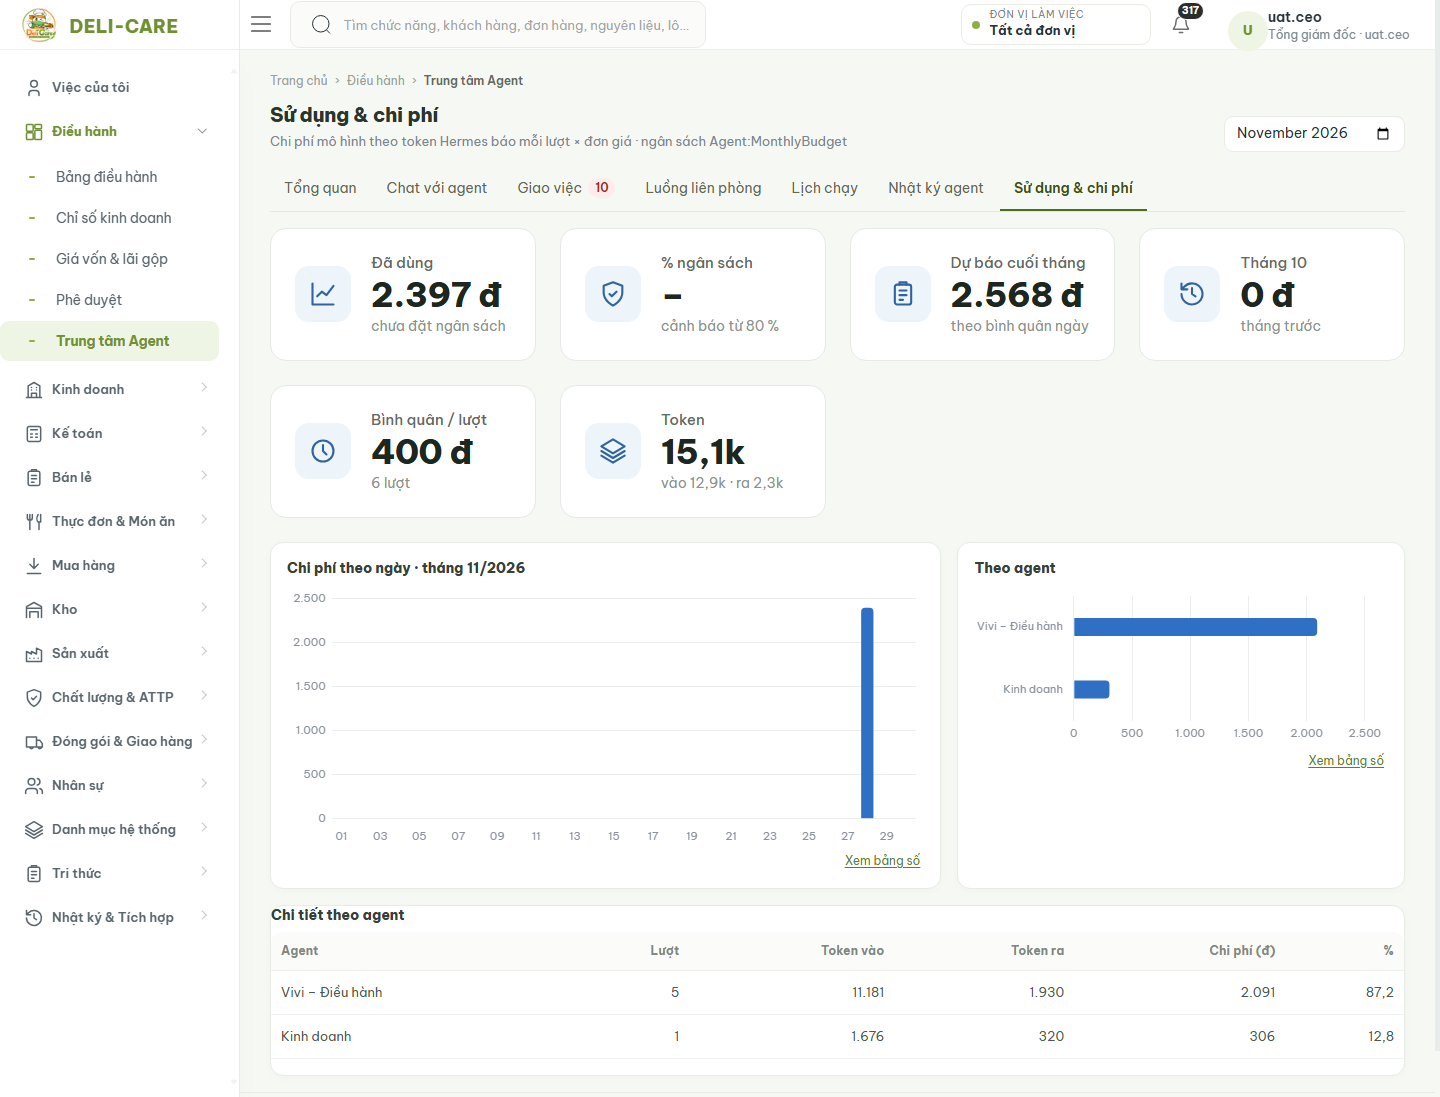 DELI-CARE
Tìm chức năng, khách hàng, đơn hàng, nguyên liệu, lô...
ĐƠN VỊ LÀM VIỆC
Tất cả đơn vị
317
U
uat.ceo
Tổng giám đốc · uat.ceo
Việc của tôi
Điều hành
Bảng điều hành
Chỉ số kinh doanh
Giá vốn & lãi gộp
Phê duyệt
Trung tâm Agent
Kinh doanh
Kế toán
Bán lẻ
Thực đơn & Món ăn
Mua hàng
Kho
Sản xuất
Chất lượng & ATTP
Đóng gói & Giao hàng
Nhân sự
Danh mục hệ thống
Tri thức
Nhật ký & Tích hợp
Trang chủ › Điều hành › Trung tâm Agent
Sử dụng & chi phí
Chi phí mô hình theo token Hermes báo mỗi lượt × đơn giá · ngân sách Agent:MonthlyBudget
November 2026
Tổng quan Chat với agent Giao việc 10 Luồng liên phòng Lịch chạy Nhật ký agent Sử dụng & chi phí
Đã dùng
2.397 đ
chưa đặt ngân sách
% ngân sách
–
cảnh báo từ 80 %
Dự báo cuối tháng
2.568 đ
theo bình quân ngày
Tháng 10
0 đ
tháng trước
Bình quân / lượt
400 đ
6 lượt
Token
15,1k
vào 12,9k · ra 2,3k
Chi phí theo ngày · tháng 11/2026
2.500
2.000
1.500
1.000
500
0
01 03 05 07 09 11 13 15 17 19 21 23 25 27 29
Xem bảng số
Theo agent
Vivi – Điều hành
Kinh doanh
0 500 1.000 1.500 2.000 2.500
Xem bảng số
Chi tiết theo agent
Agent Lượt Token vào Token ra Chi phí (đ) %
Vivi – Điều hành 5 11.181 1.930 2.091 87,2
Kinh doanh 1 1.676 320 306 12,8